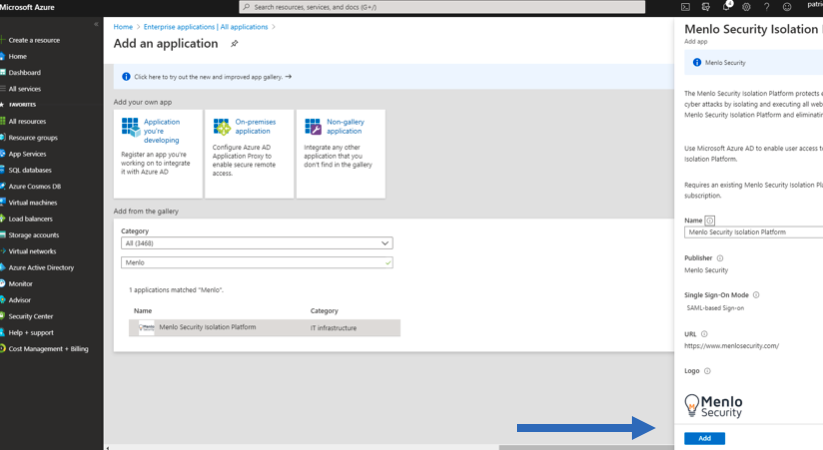 Microsoft Azure
Search resources, services, and docs (G+/)
4
Create a resource
Home
Dashboard
All services
FAVORITES
All resources
Resource groups
App Services
SQL databases
Azure Cosmos DB
Virtual machines
Load balancers
Storage accounts
Virtual networks
Azure Active Directory
Monitor
Advisor
Security Center
Help + support
Cost Management + Billing
Home > Enterprise applications | All applications >
Add an application
Click here to try out the new and improved app gallery. →
Add your own app
Application
you're
developing
Register an app you're
working on to integrate
it with Azure AD
On-premises
application
Configure Azure AD
Application Proxy to
enable secure remote
access.
Non-gallery
application
Integrate any other
application that you
don't find in the gallery
Add from the gallery
Category
All (3468)
Menlo
1 applications matched "Menlo".
Name Category
Menlo Security Isolation Platform IT infrastructure
Menlo Security Isolation
Add app
Menlo Security
The Menlo Security Isolation Platform protects
cyber attacks by isolating and executing all web
Menlo Security Isolation Platform and eliminatin
Use Microsoft Azure AD to enable user access to
Isolation Platform.
Requires an existing Menlo Security Isolation Pla
subscription.
Name
Menlo Security Isolation Platform
Publisher
Menlo Security
Single Sign-On Mode
SAML-based Sign-on
URL
https://www.menlosecurity.com/
Logo
Menlo
Security
Add